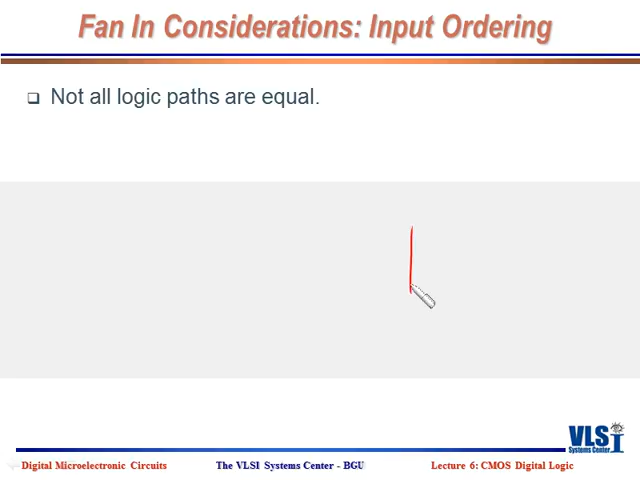 Fan In Considerations: Input Ordering
Not all logic paths are equal.
VLSI
Systems Center
Digital Microelectronic Circuits
The VLSI Systems Center - BGU
Lecture 6: CMOS Digital Logic